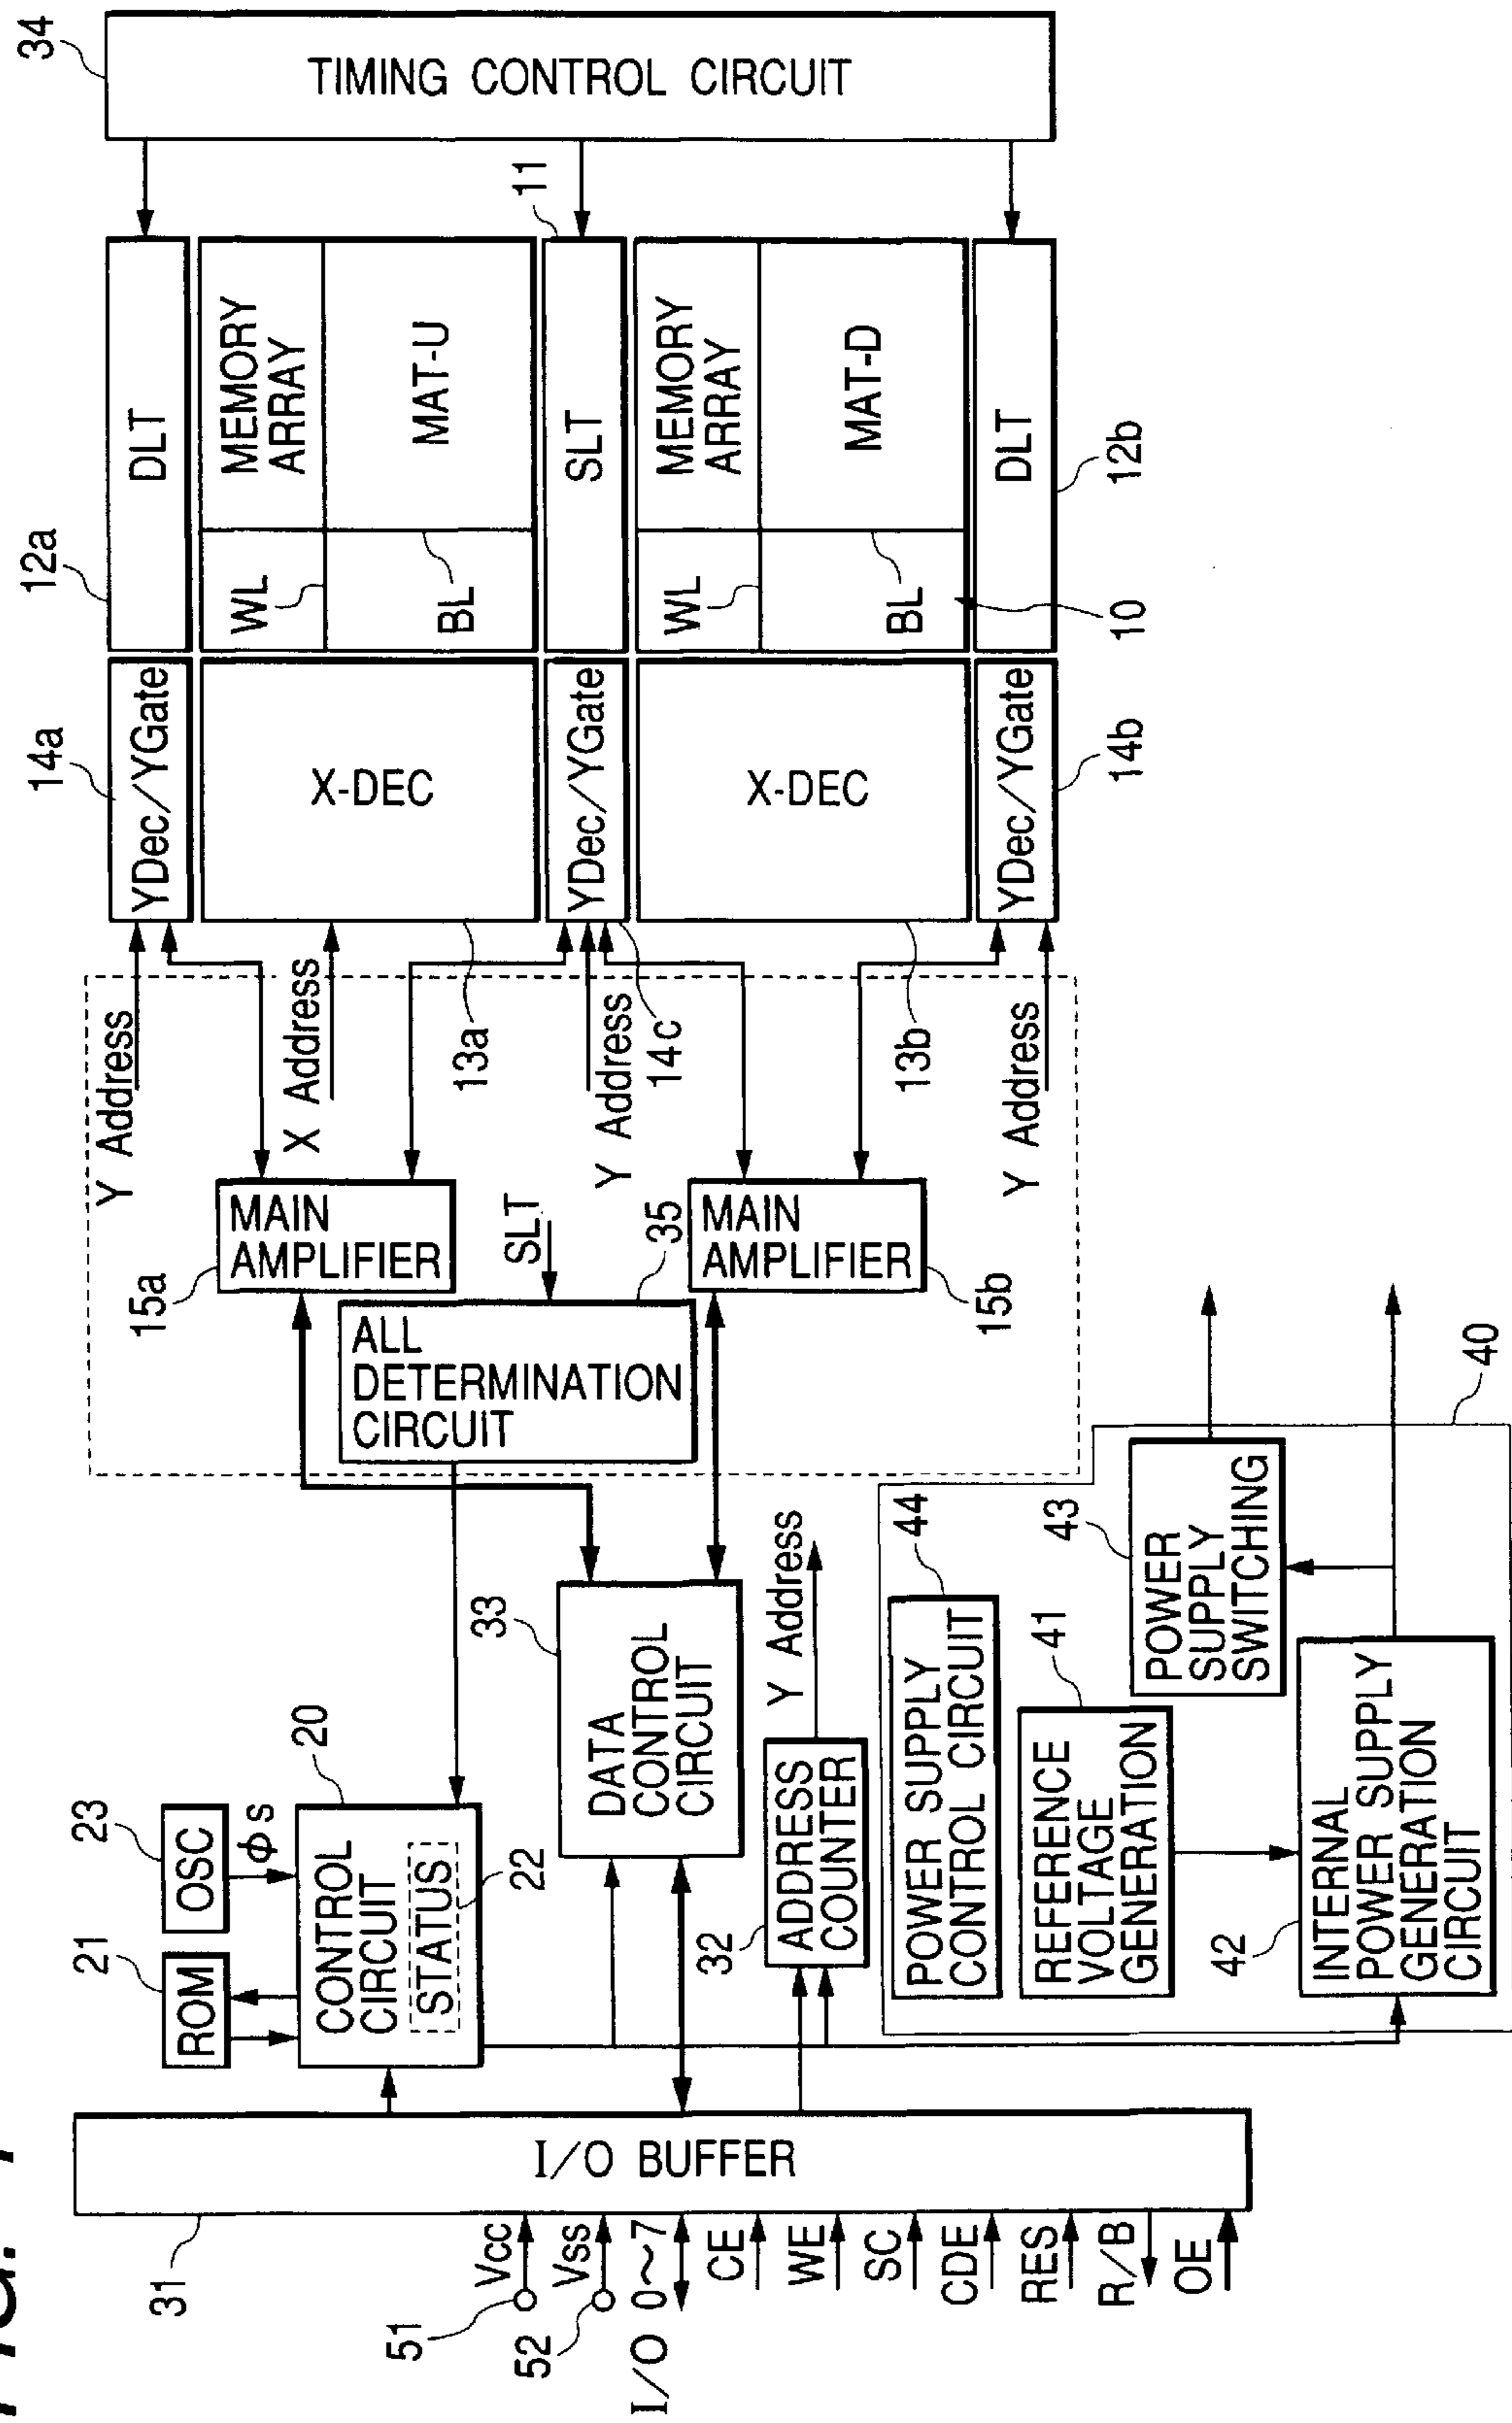 FIG. 1
34
TIMING CONTROL CIRCUIT
12a
DLT
11
MEMORY
ARRAY
WL
MAT-U
BL
SLT
MEMORY
ARRAY
WL
MAT-D
BL
10
DLT
12b
14a
YDec/YGate
X-DEC
YDec/YGate
X-DEC
YDec/YGate
14b
Y Address
X Address
13a
Y Address
14c
13b
Y Address
15a
MAIN
AMPLIFIER
SLT
35
MAIN
AMPLIFIER
15b
ALL
DETERMINATION
CIRCUIT
21
ROM
23
OSC
ϕs
20
CONTROL
CIRCUIT
STATUS
22
33
DATA
CONTROL
CIRCUIT
32
ADDRESS
COUNTER
Y Address
44
POWER SUPPLY
CONTROL CIRCUIT
41
REFERENCE
VOLTAGE
GENERATION
43
POWER
SUPPLY
SWITCHING
40
42
INTERNAL
POWER SUPPLY
GENERATION
CIRCUIT
31
I/O BUFFER
51
Vcc
52
Vss
I/O 0~7
CE
WE
SC
CDE
RES
R/B
OE